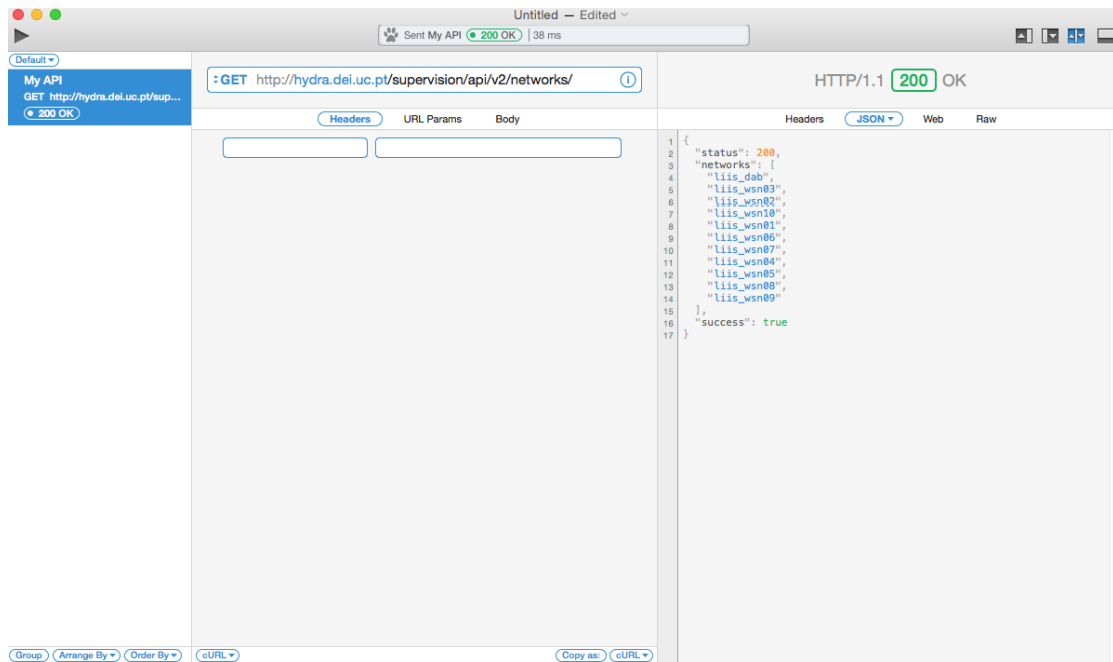 Untitled — Edited
Sent My API 200 OK | 38 ms
Default
My API
GET http://hydra.dei.uc.pt/sup...
200 OK
GET http://hydra.dei.uc.pt/supervision/api/v2/networks/ i
Headers URL Params Body
HTTP/1.1 200 OK
Headers JSON Web Raw
1 {
2 "status": 200,
3 "networks": [
4 "liis_dab",
5 "liis_wsn03",
6 "liis_wsn02",
7 "liis_wsn10",
8 "liis_wsn01",
9 "liis_wsn06",
10 "liis_wsn07",
11 "liis_wsn04",
12 "liis_wsn05",
13 "liis_wsn08",
14 "liis_wsn09"
15 ],
16 "success": true
17 }
Group Arrange By Order By
cURL Copy as: cURL